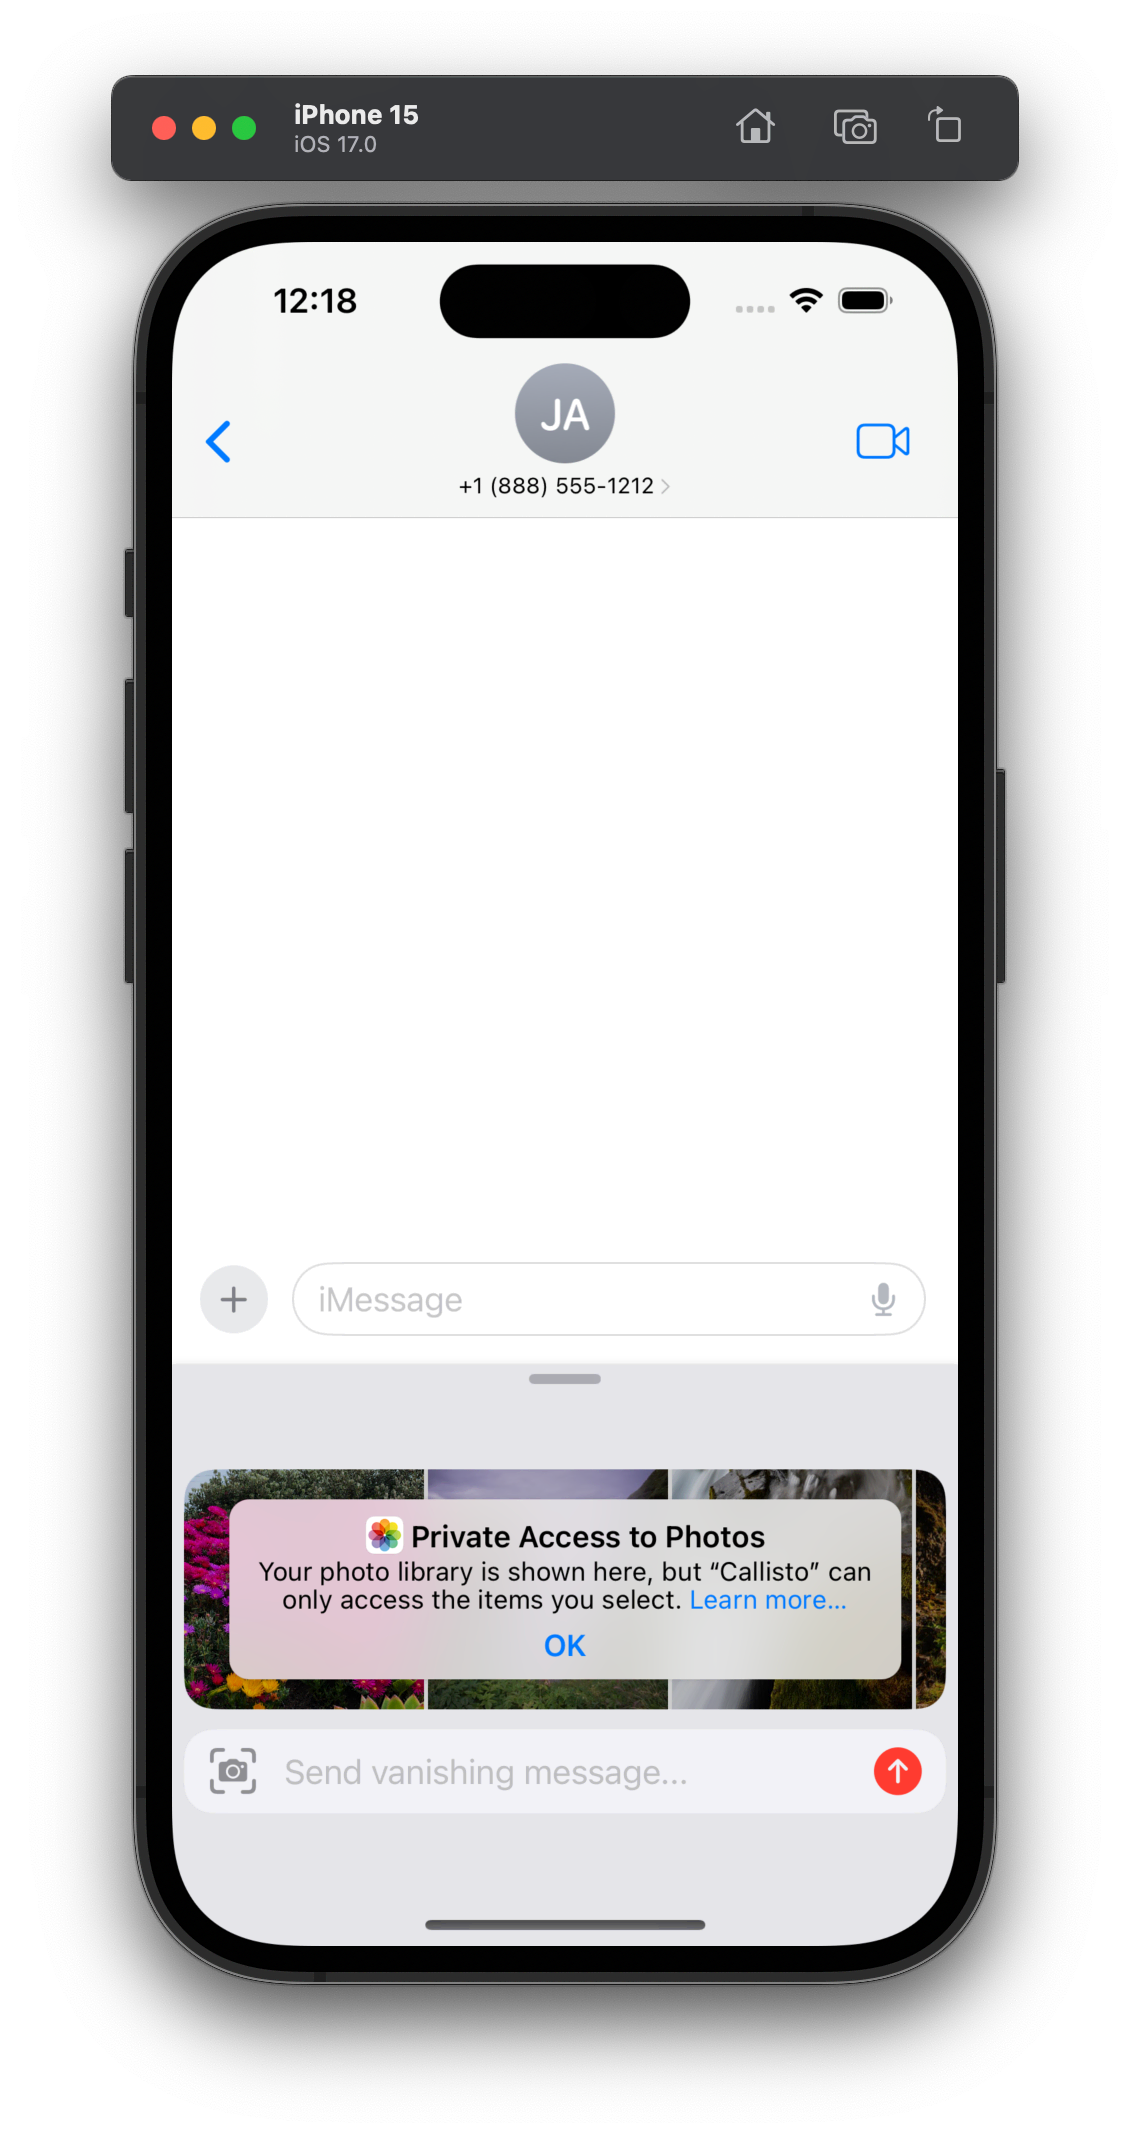 iPhone 15
iOS 17.0
12:18
JA
+1 (888) 555-1212
iMessage
Private Access to Photos
Your photo library is shown here, but “Callisto” can
only access the items you select. Learn more...
OK
Send vanishing message...